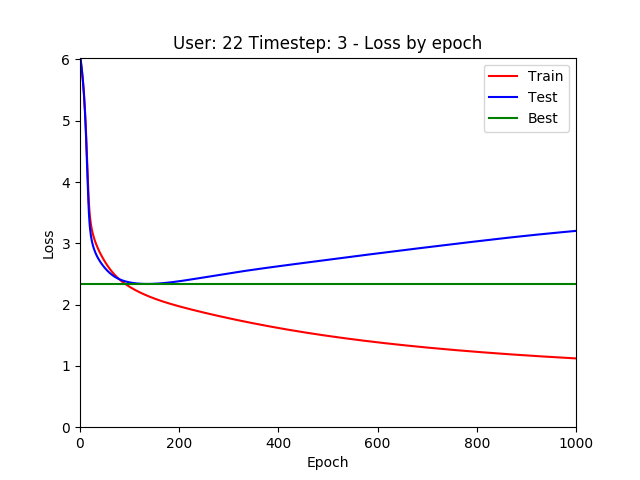 User: 22 Timestep: 3 - Loss by epoch
Train
Test
Best
6
5
4
3
2
1
0
Loss
0 200 400 600 800 1000
Epoch